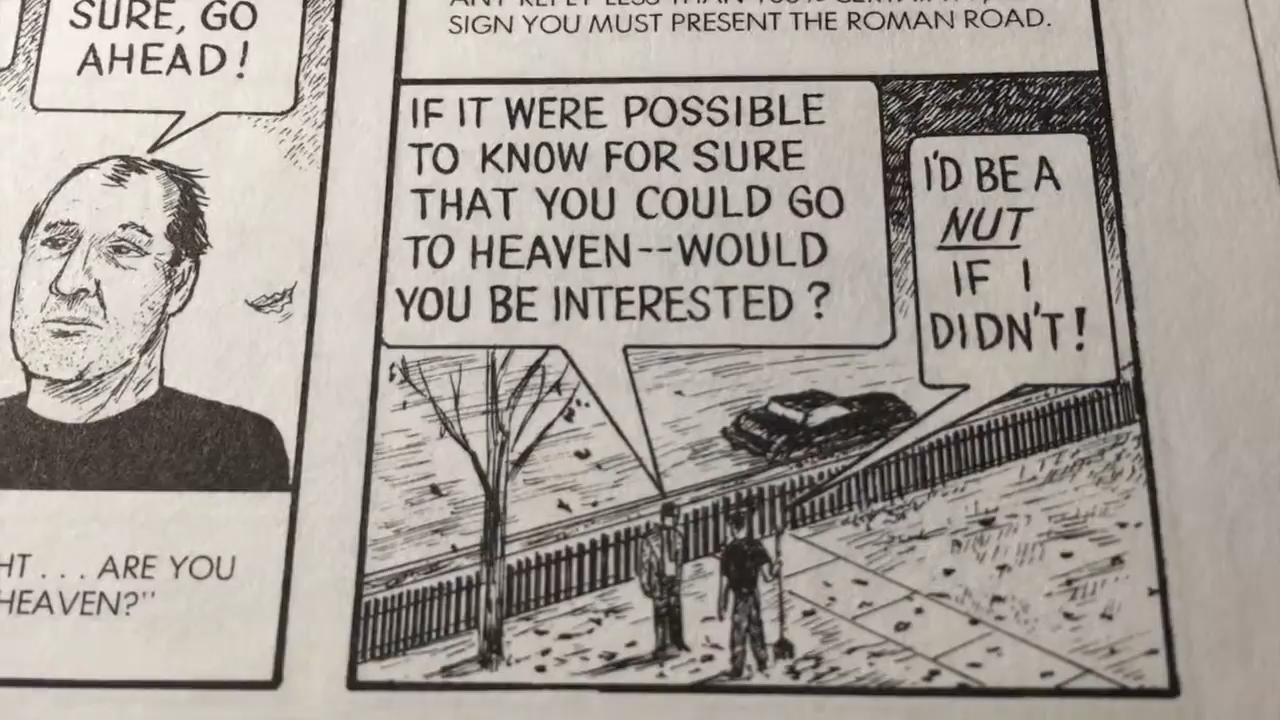 SURE, GO
AHEAD!
HT . . . ARE YOU
HEAVEN?"
SIGN YOU MUST PRESENT THE ROMAN ROAD.
IF IT WERE POSSIBLE
TO KNOW FOR SURE
THAT YOU COULD GO
TO HEAVEN--WOULD
YOU BE INTERESTED?
I'D BE A
NUT
IF I
DIDN'T!